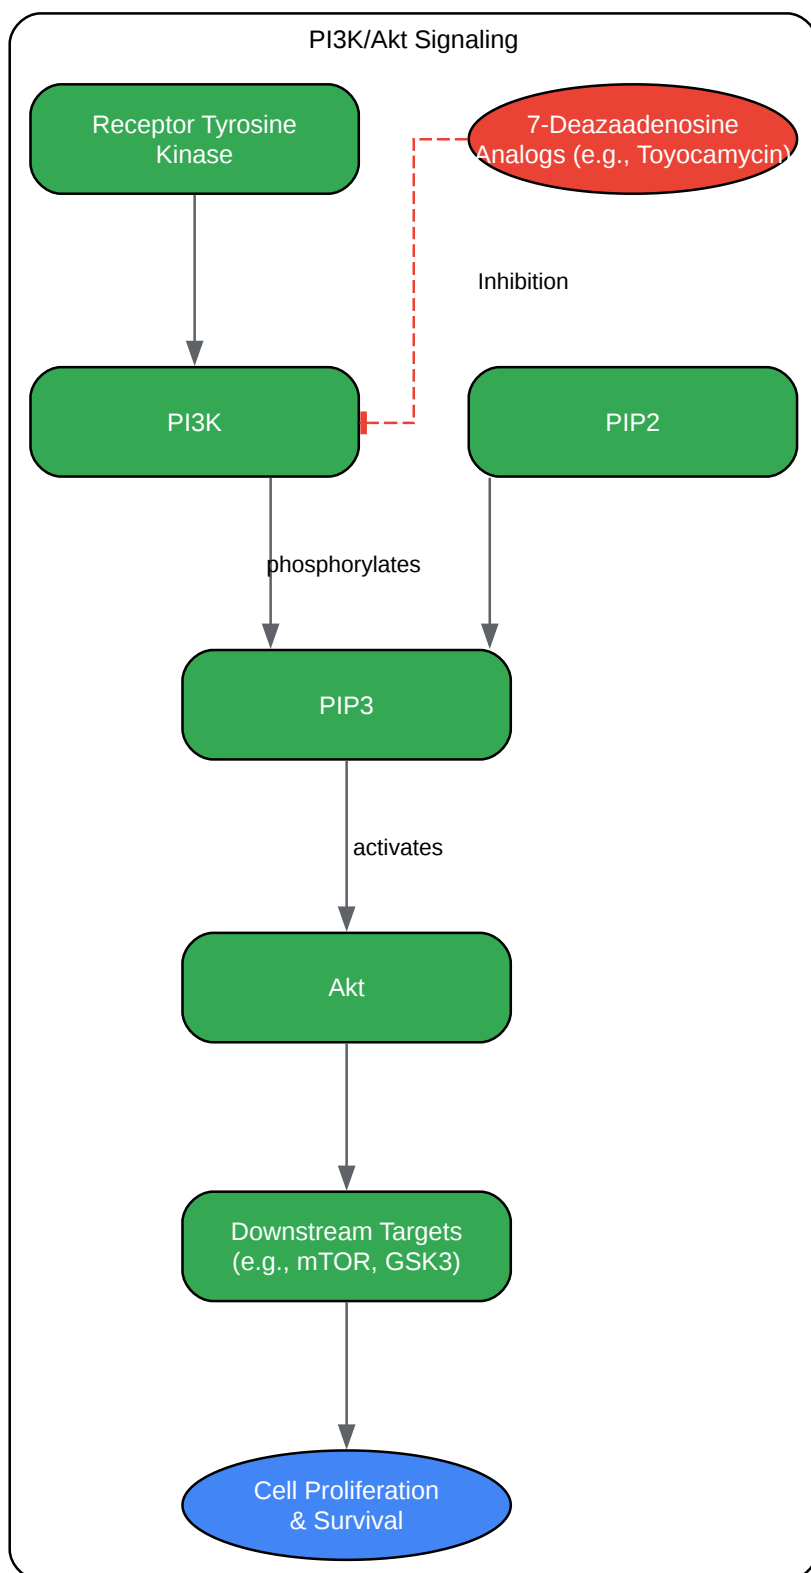 PI3K/Akt Signaling
Receptor Tyrosine
Kinase
7-Deazaadenosine
Analogs (e.g., Toyocamycin)
Inhibition
PI3K
PIP2
phosphorylates
PIP3
activates
Akt
Downstream Targets
(e.g., mTOR, GSK3)
Cell Proliferation
& Survival